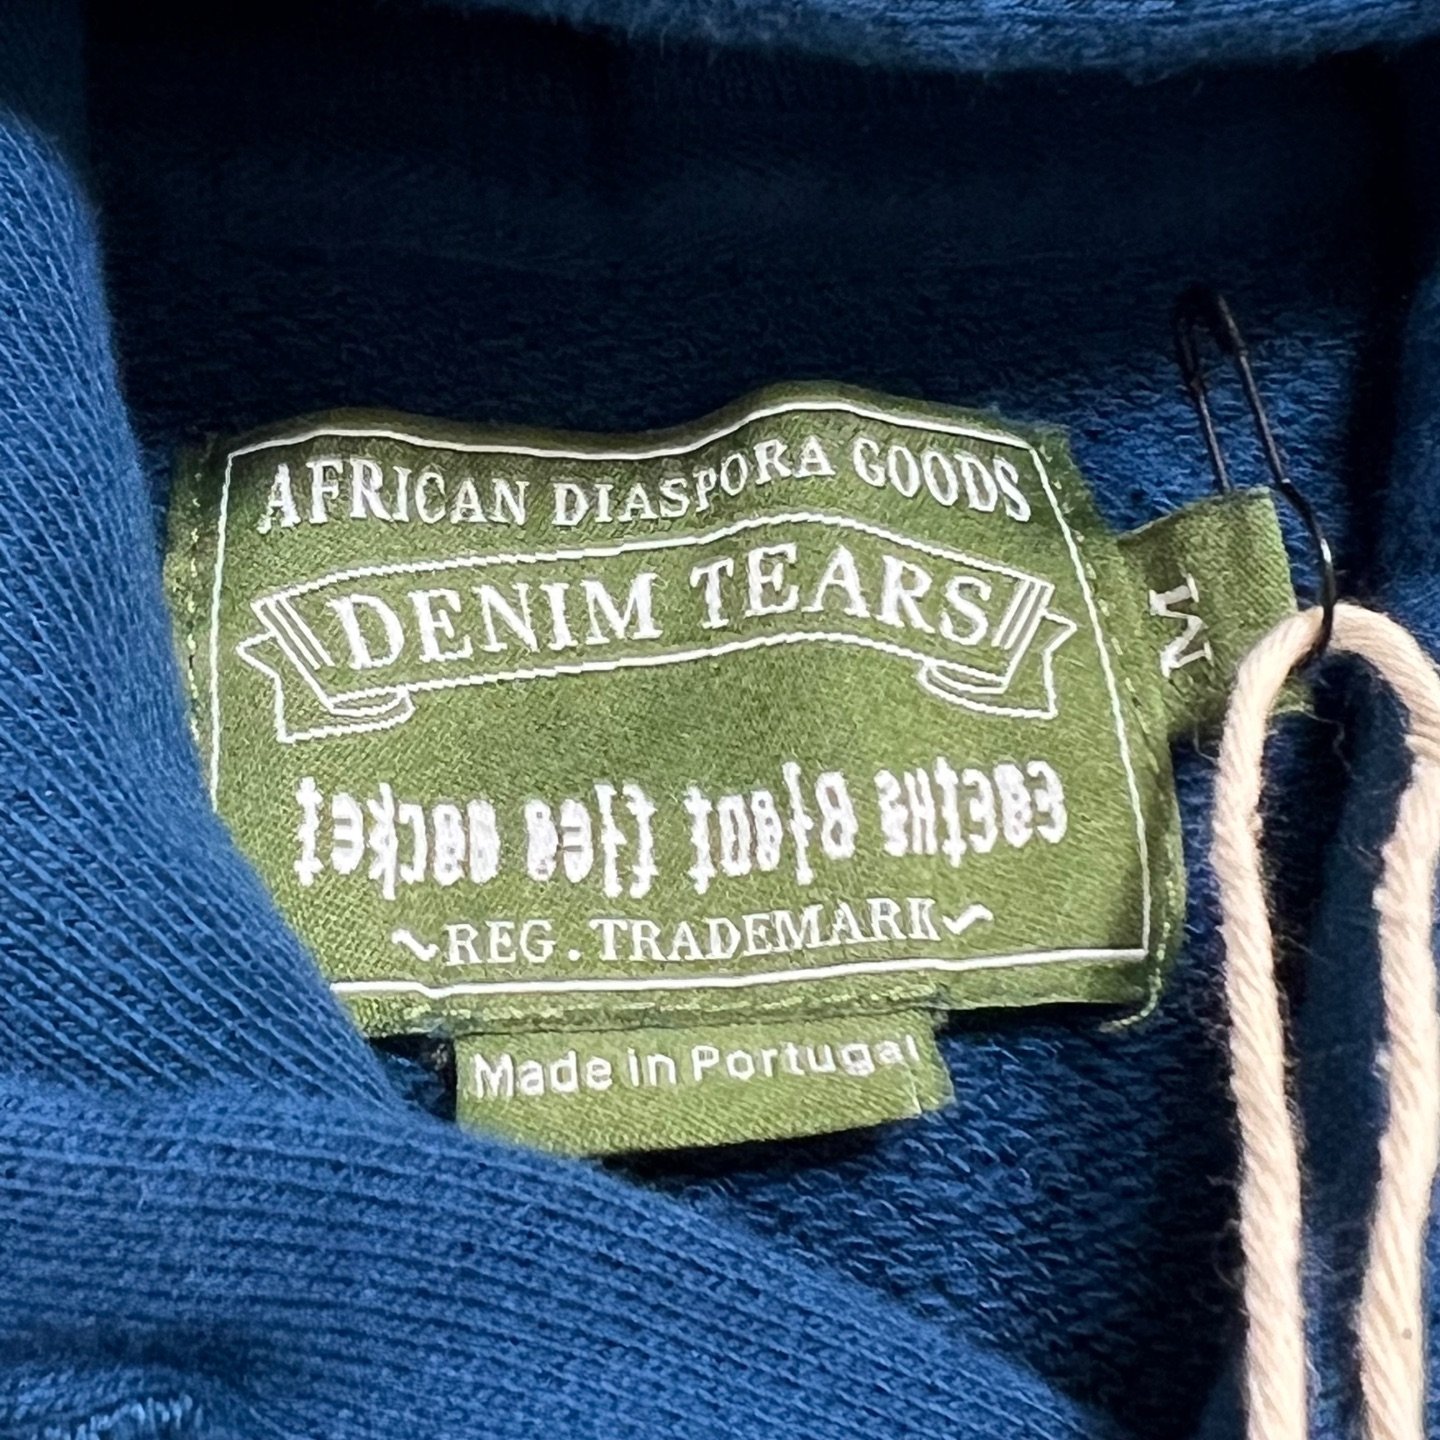 AFRICAN DIASPORA GOODS
DENIM TEARS
REG. TRADEMARK
Made in Portugal
M